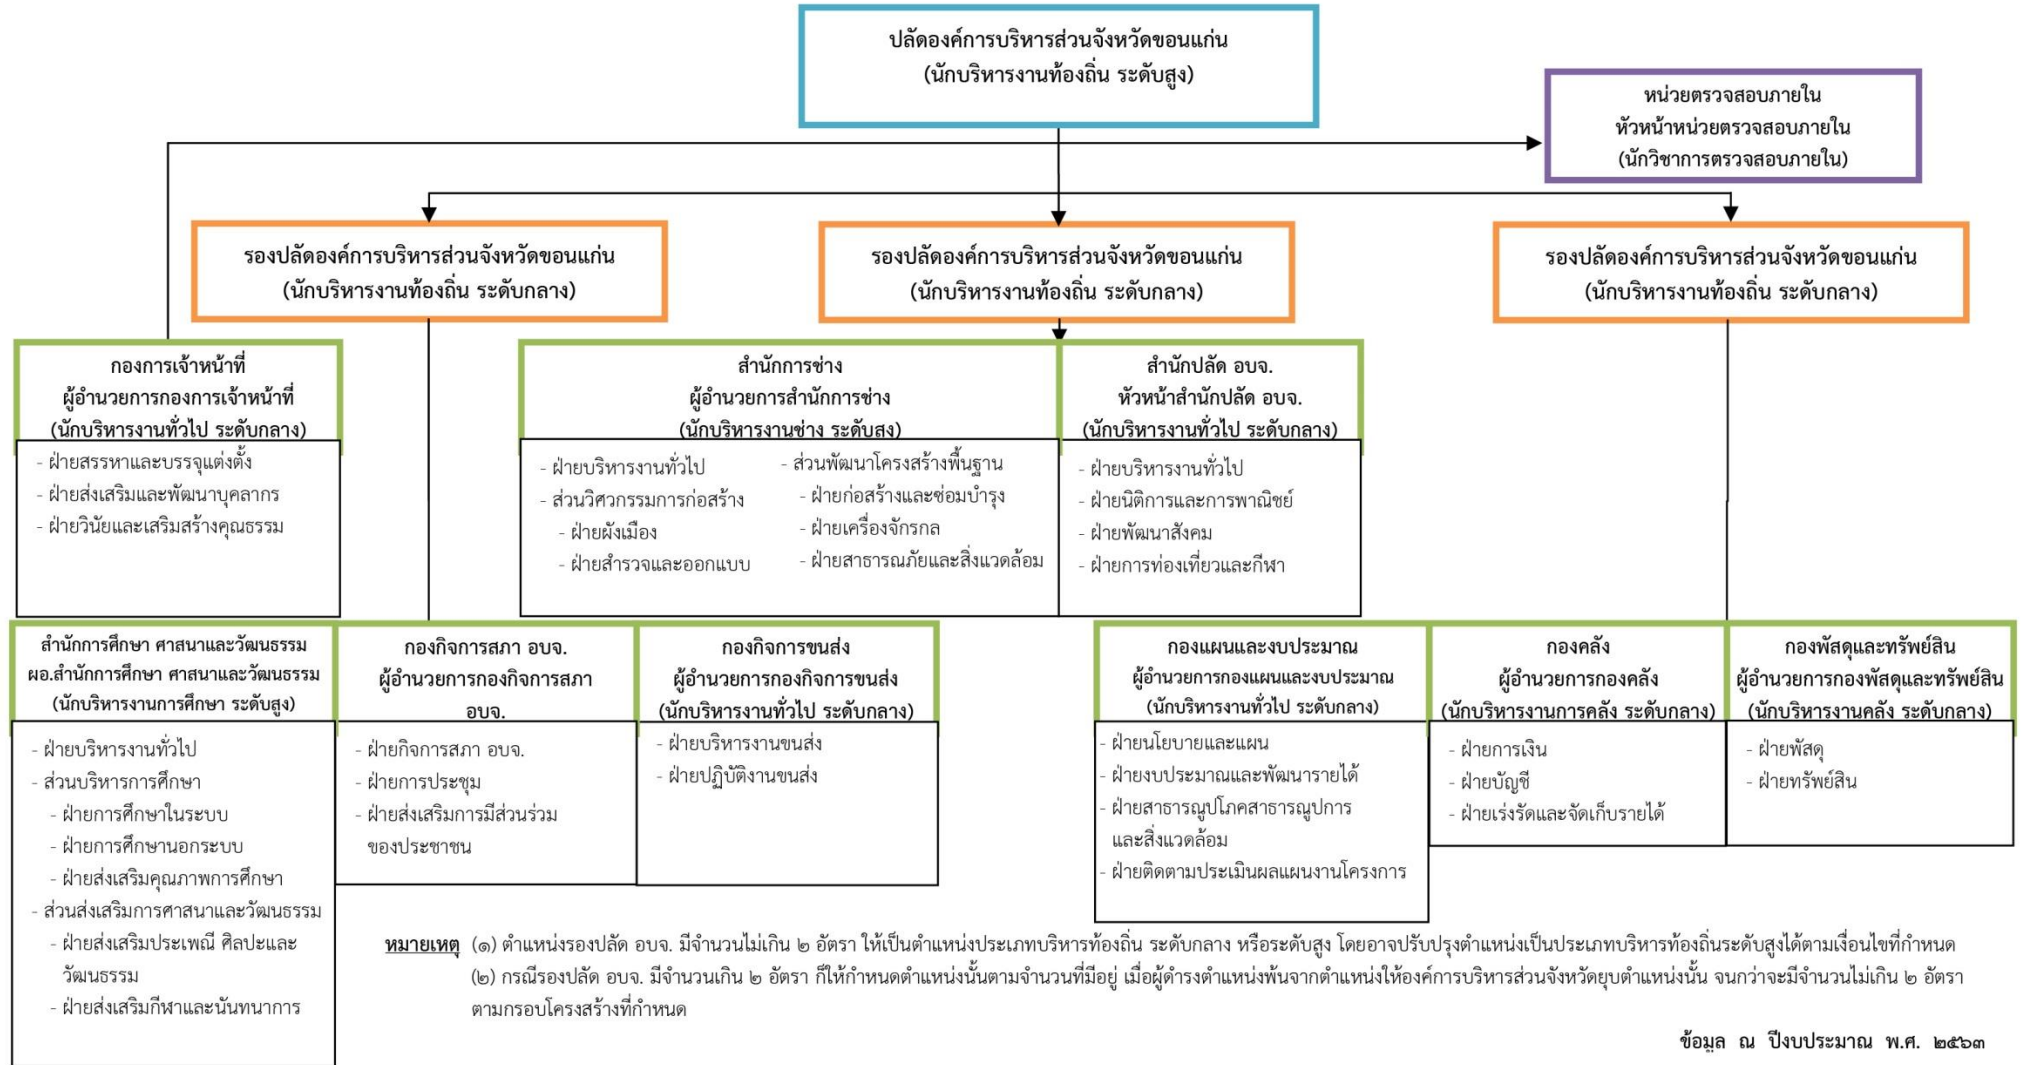 ปลัดองค์การบริหารส่วนจังหวัดขอนแก่น
(นักบริหารงานท้องถิ่น ระดับสูง)
หน่วยตรวจสอบภายใน
หัวหน้าหน่วยตรวจสอบภายใน
(นักวิชาการตรวจสอบภายใน)
รองปลัดองค์การบริหารส่วนจังหวัดขอนแก่น
(นักบริหารงานท้องถิ่น ระดับกลาง)
รองปลัดองค์การบริหารส่วนจังหวัดขอนแก่น
(นักบริหารงานท้องถิ่น ระดับกลาง)
รองปลัดองค์การบริหารส่วนจังหวัดขอนแก่น
(นักบริหารงานท้องถิ่น ระดับกลาง)
กองการเจ้าหน้าที่
ผู้อำนวยการกองการเจ้าหน้าที่
(นักบริหารงานทั่วไป ระดับกลาง)
- ฝ่ายสรรหาและบรรจุแต่งตั้ง
- ฝ่ายส่งเสริมและพัฒนาบุคลากร
- ฝ่ายวินัยและเสริมสร้างคุณธรรม
สำนักการช่าง
ผู้อำนวยการสำนักการช่าง
(นักบริหารงานช่าง ระดับสูง)
- ฝ่ายบริหารงานทั่วไป
- ส่วนวิศวกรรมการก่อสร้าง
- ฝ่ายผังเมือง
- ฝ่ายสำรวจและออกแบบ
- ส่วนพัฒนาโครงสร้างพื้นฐาน
- ฝ่ายก่อสร้างและซ่อมบำรุง
- ฝ่ายเครื่องจักรกล
- ฝ่ายสาธารณภัยและสิ่งแวดล้อม
สำนักปลัด อบจ.
หัวหน้าสำนักปลัด อบจ.
(นักบริหารงานทั่วไป ระดับกลาง)
- ฝ่ายบริหารงานทั่วไป
- ฝ่ายนิติการและการพาณิชย์
- ฝ่ายพัฒนาสังคม
- ฝ่ายการท่องเที่ยวและกีฬา
สำนักการศึกษา ศาสนาและวัฒนธรรม
ผอ.สำนักการศึกษา ศาสนาและวัฒนธรรม
(นักบริหารงานการศึกษา ระดับสูง)
- ฝ่ายบริหารงานทั่วไป
- ส่วนบริหารการศึกษา
- ฝ่ายการศึกษาในระบบ
- ฝ่ายการศึกษานอกระบบ
- ฝ่ายส่งเสริมคุณภาพการศึกษา
- ส่วนส่งเสริมการศาสนาและวัฒนธรรม
- ฝ่ายส่งเสริมประเพณี ศิลปะและ
วัฒนธรรม
- ฝ่ายส่งเสริมกีฬาและนันทนาการ
กองกิจการสภา อบจ.
ผู้อำนวยการกองกิจการสภา
อบจ.
- ฝ่ายกิจการสภา อบจ.
- ฝ่ายการประชุม
- ฝ่ายส่งเสริมการมีส่วนร่วม
ของประชาชน
กองกิจการขนส่ง
ผู้อำนวยการกองกิจการขนส่ง
(นักบริหารงานทั่วไป ระดับกลาง)
- ฝ่ายบริหารงานขนส่ง
- ฝ่ายปฏิบัติงานขนส่ง
กองแผนและงบประมาณ
ผู้อำนวยการกองแผนและงบประมาณ
(นักบริหารงานทั่วไป ระดับกลาง)
- ฝ่ายนโยบายและแผน
- ฝ่ายงบประมาณและพัฒนารายได้
- ฝ่ายสาธารณูปโภคสาธารณูปการ
และสิ่งแวดล้อม
- ฝ่ายติดตามประเมินผลแผนงานโครงการ
กองคลัง
ผู้อำนวยการกองคลัง
(นักบริหารงานการคลัง ระดับกลาง)
- ฝ่ายการเงิน
- ฝ่ายบัญชี
- ฝ่ายเร่งรัดและจัดเก็บรายได้
กองพัสดุและทรัพย์สิน
ผู้อำนวยการกองพัสดุและทรัพย์สิน
(นักบริหารงานคลัง ระดับกลาง)
- ฝ่ายพัสดุ
- ฝ่ายทรัพย์สิน
หมายเหตุ (๑) ตำแหน่งรองปลัด อบจ. มีจำนวนไม่เกิน ๒ อัตรา ให้เป็นตำแหน่งประเภทบริหารท้องถิ่น ระดับกลาง หรือระดับสูง โดยอาจปรับปรุงตำแหน่งเป็นประเภทบริหารท้องถิ่นระดับสูงได้ตามเงื่อนไขที่กำหนด
(๒) กรณีรองปลัด อบจ. มีจำนวนเกิน ๒ อัตรา ก็ให้กำหนดตำแหน่งนั้นตามจำนวนที่มีอยู่ เมื่อผู้ดำรงตำแหน่งพ้นจากตำแหน่งให้องค์การบริหารส่วนจังหวัดยุบตำแหน่งนั้น จนกว่าจะมีจำนวนไม่เกิน ๒ อัตรา
ตามกรอบโครงสร้างที่กำหนด
ข้อมูล ณ ปีงบประมาณ พ.ศ. ๒๕๖๓